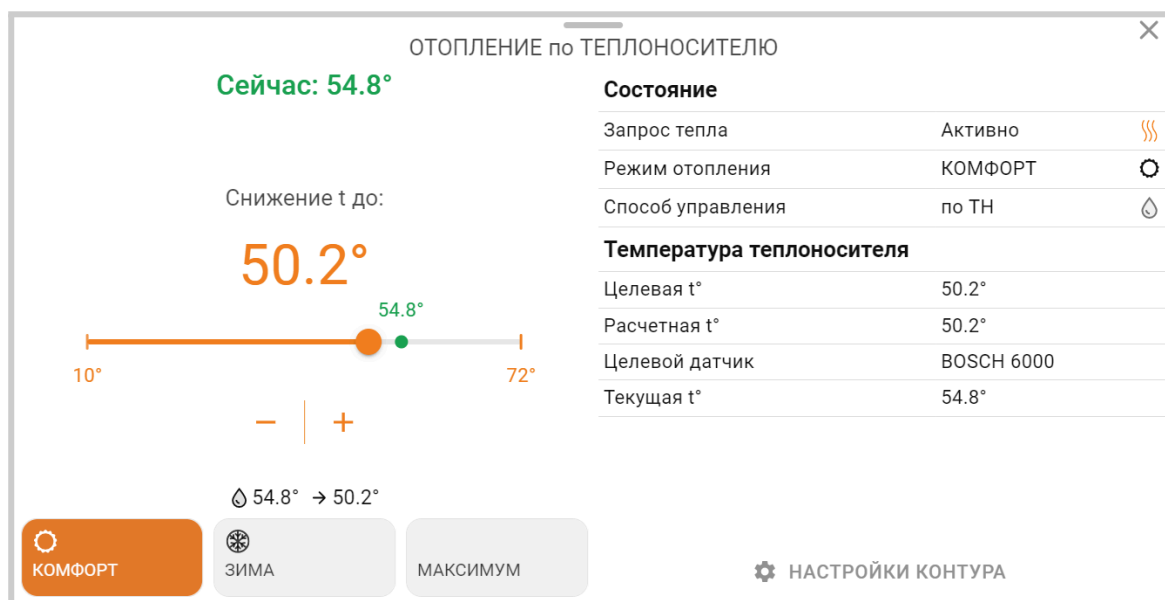 ОТОПЛЕНИЕ по ТЕПЛОНОСИТЕЛЮ
Сейчас: 54.8°
Снижение t до:
50.2°
54.8°
10°
72°
− +
54.8° → 50.2°
КОМФОРТ
ЗИМА
МАКСИМУМ
Состояние
Запрос тепла Активно
Режим отопления КОМФОРТ
Способ управления по ТН
Температура теплоносителя
Целевая t° 50.2°
Расчетная t° 50.2°
Целевой датчик BOSCH 6000
Текущая t° 54.8°
НАСТРОЙКИ КОНТУРА